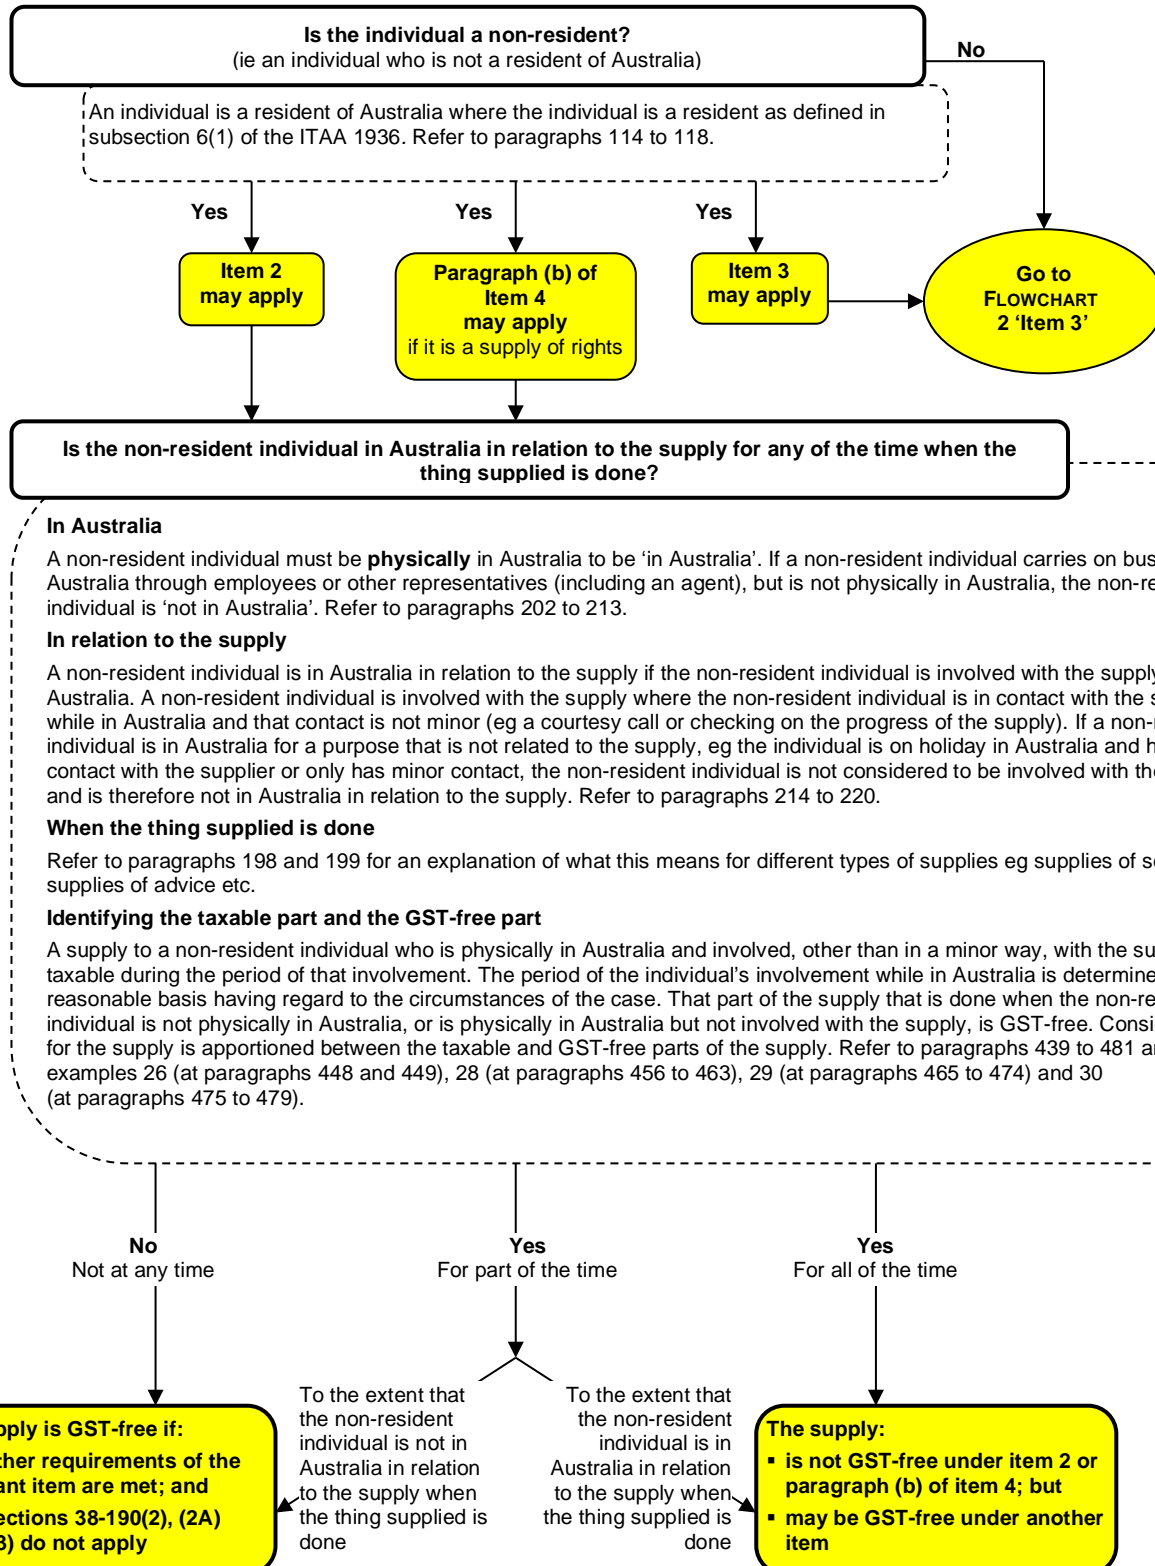 Is the individual a non-resident?
(ie an individual who is not a resident of Australia)
No
An individual is a resident of Australia where the individual is a resident as defined in
subsection 6(1) of the ITAA 1936. Refer to paragraphs 114 to 118.
Yes
Yes
Yes
Item 2
may apply
Paragraph (b) of
Item 4
may apply
if it is a supply of rights
Item 3
may apply
Go to
FLOWCHART
2 ‘Item 3’
Is the non-resident individual in Australia in relation to the supply for any of the time when the
thing supplied is done?
In Australia
A non-resident individual must be physically in Australia to be ‘in Australia’. If a non-resident individual carries on bus
Australia through employees or other representatives (including an agent), but is not physically in Australia, the non-re
individual is ‘not in Australia’. Refer to paragraphs 202 to 213.
In relation to the supply
A non-resident individual is in Australia in relation to the supply if the non-resident individual is involved with the supply
Australia. A non-resident individual is involved with the supply where the non-resident individual is in contact with the s
while in Australia and that contact is not minor (eg a courtesy call or checking on the progress of the supply). If a non-r
individual is in Australia for a purpose that is not related to the supply, eg the individual is on holiday in Australia and h
contact with the supplier or only has minor contact, the non-resident individual is not considered to be involved with the
and is therefore not in Australia in relation to the supply. Refer to paragraphs 214 to 220.
When the thing supplied is done
Refer to paragraphs 198 and 199 for an explanation of what this means for different types of supplies eg supplies of se
supplies of advice etc.
Identifying the taxable part and the GST-free part
A supply to a non-resident individual who is physically in Australia and involved, other than in a minor way, with the su
taxable during the period of that involvement. The period of the individual’s involvement while in Australia is determine
reasonable basis having regard to the circumstances of the case. That part of the supply that is done when the non-re
individual is not physically in Australia, or is physically in Australia but not involved with the supply, is GST-free. Consi
for the supply is apportioned between the taxable and GST-free parts of the supply. Refer to paragraphs 439 to 481 a
examples 26 (at paragraphs 448 and 449), 28 (at paragraphs 456 to 463), 29 (at paragraphs 465 to 474) and 30
(at paragraphs 475 to 479).
No
Not at any time
Yes
For part of the time
Yes
For all of the time
pply is GST-free if:
ther requirements of the
ant item are met; and
ections 38-190(2), (2A)
3) do not apply
To the extent that
the non-resident
individual is not in
Australia in relation
to the supply when
the thing supplied is
done
To the extent that
the non-resident
individual is in
Australia in relation
to the supply when
the thing supplied is
done
The supply:
▪ is not GST-free under item 2 or
paragraph (b) of item 4; but
▪ may be GST-free under another
item